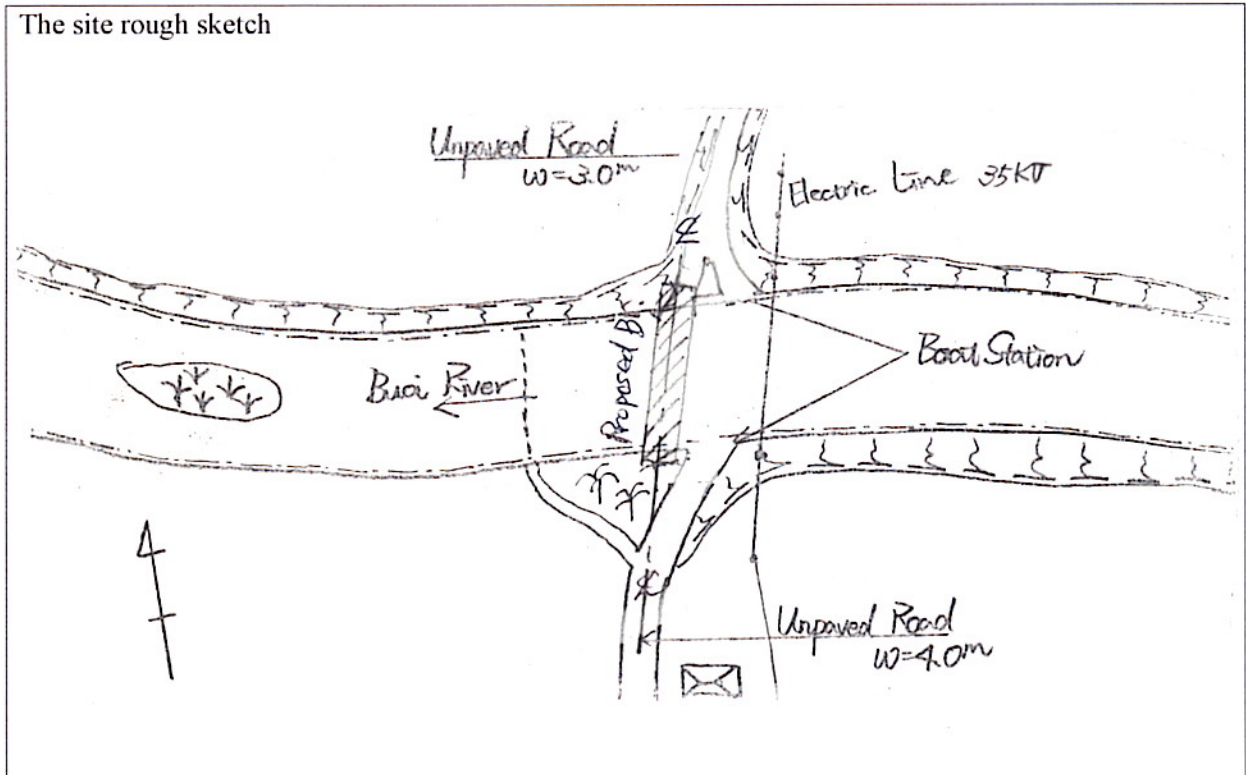 The site rough sketch
Unpaved Road
W=3.0m
Electric Line 35KV
℄
Proposed B
Buoi River
Boat Station
℄
Unpaved Road
W=4.0m